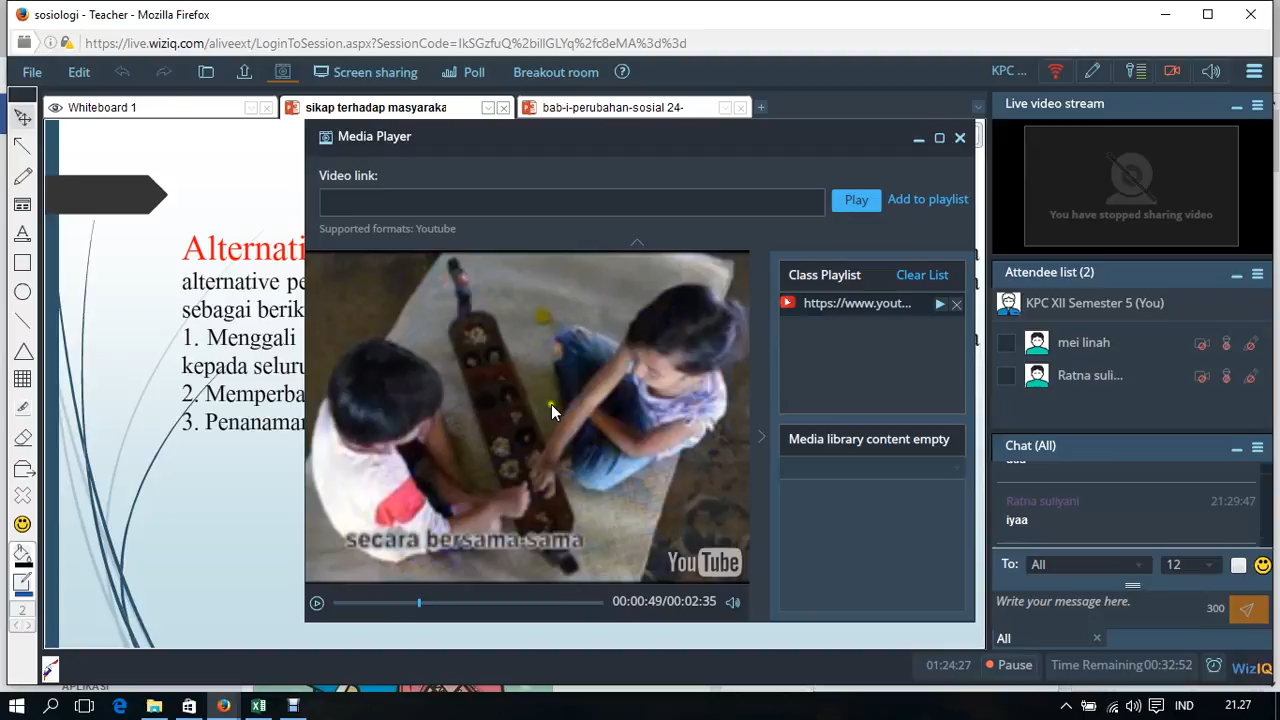 sosiologi - Teacher - Mozilla Firefox
https://live.wiziq.com/aliveext/LoginToSession.aspx?SessionCode=IkSGzfuQ%2billGLYq%2fc8eMA%3d%3d
File Edit Screen sharing Poll Breakout room ? KPC ...
Whiteboard 1 sikap terhadap masyaraka bab-i-perubahan-sosial 24-
Live video stream
Media Player
Video link:
Play Add to playlist
Supported formats: Youtube
You have stopped sharing video
Alternati
alternative pe
sebagai berik
1. Menggali
kepada seluru
2. Memperba
3. Penanaman
secara bersama-sama
YouTube
00:00:49/00:02:35
Class Playlist Clear List
https://www.yout...
Media library content empty
Attendee list (2)
KPC XII Semester 5 (You)
mei linah
Ratna suli...
Chat (All)
Ratna suliyani 21:29:47
iyaa
To: All 12
Write your message here. 300
All
2
01:24:27 Pause Time Remaining 00:32:52 WizIQ
APLIKASI
IND 21.27